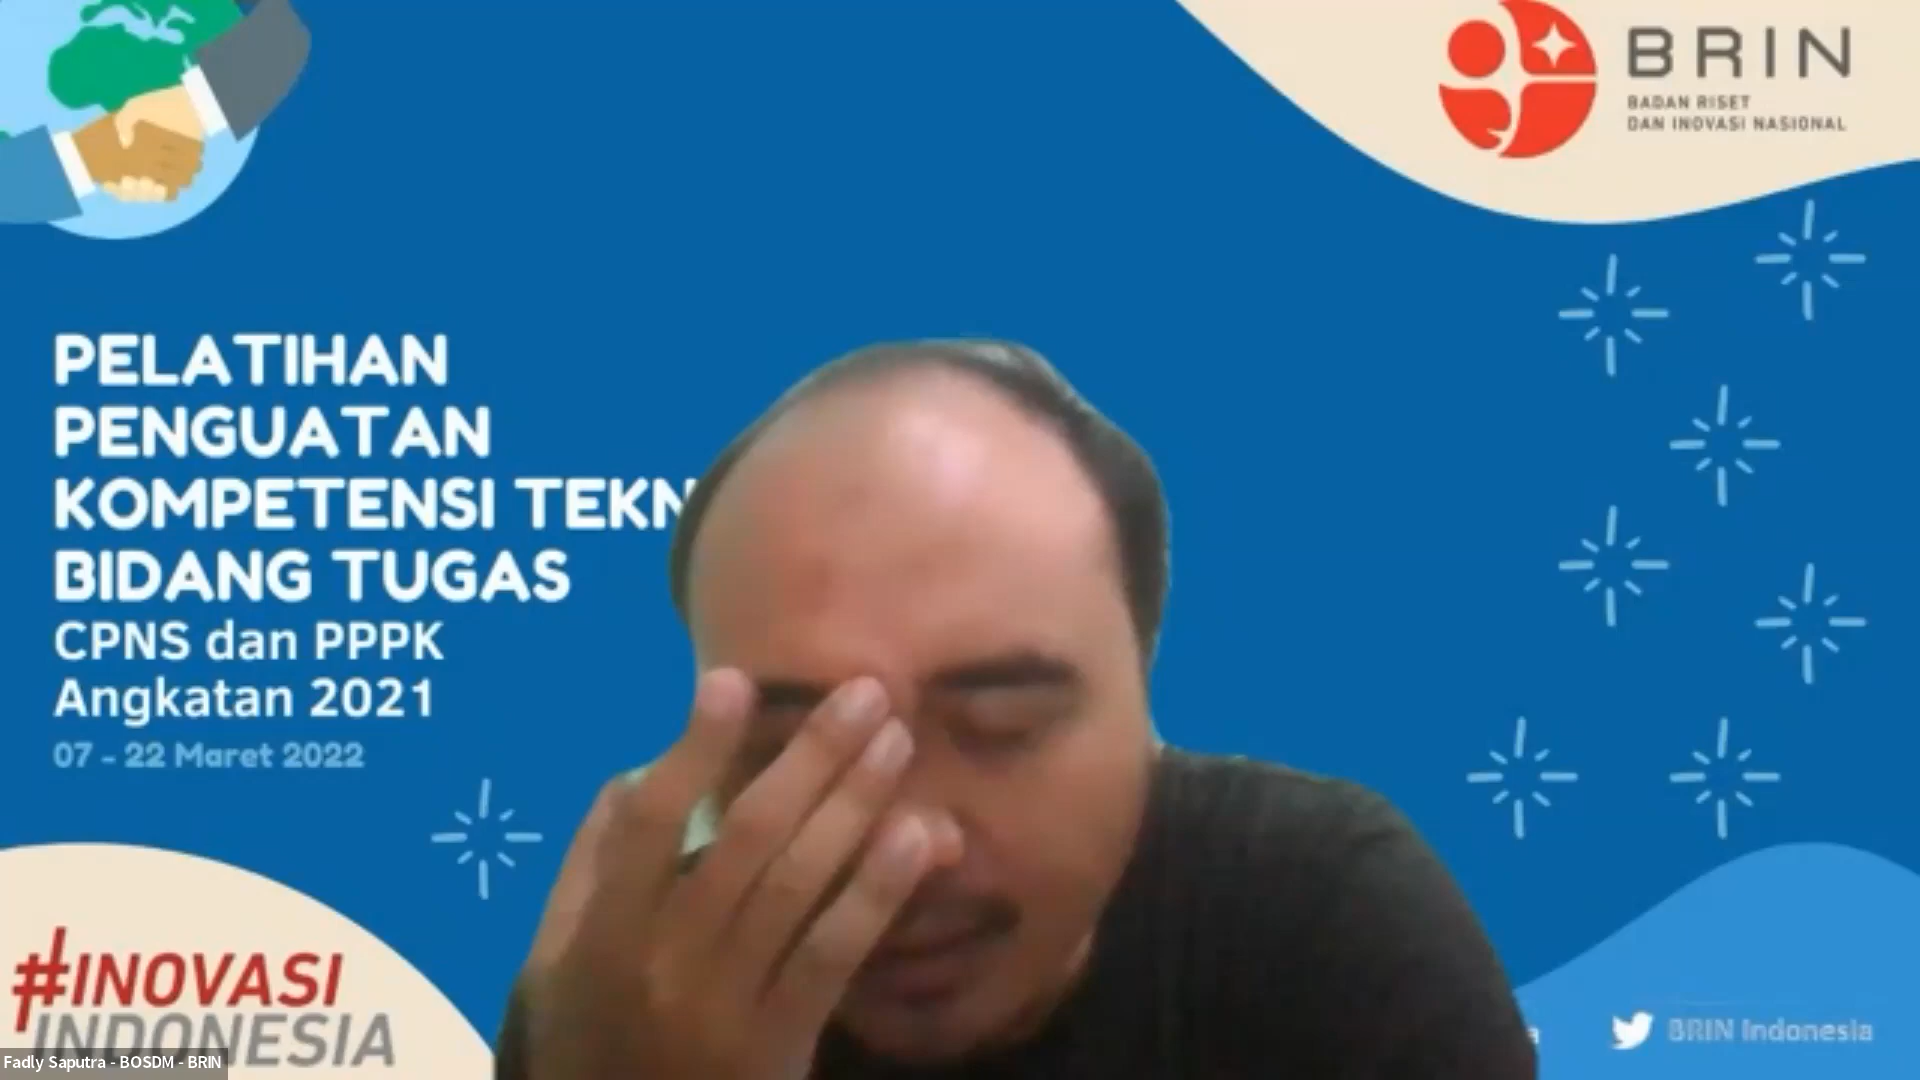 BRIN
BADAN RISET
DAN INOVASI NASIONAL
PELATIHAN
PENGUATAN
KOMPETENSI TEKN
BIDANG TUGAS
CPNS dan PPPK
Angkatan 2021
07 - 22 Maret 2022
#INOVASI
INDONESIA
a
BRIN Indonesia
Fadly Saputra - BOSDM - BRIN